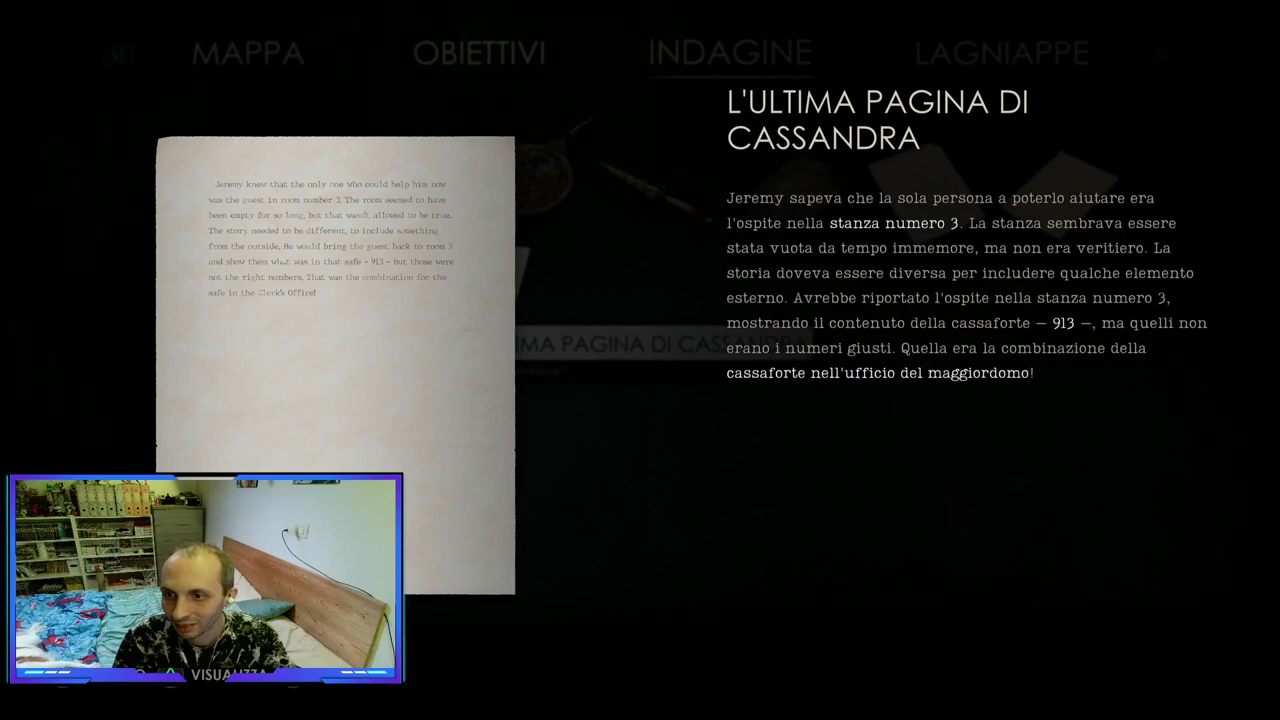 MAPPA
OBIETTIVI
INDAGINE
LAGNIAPPE
L'ULTIMA PAGINA DI
CASSANDRA
Jeremy sapeva che la sola persona a poterlo aiutare era
l'ospite nella stanza numero 3. La stanza sembrava essere
stata vuota da tempo immemore, ma non era veritiero. La
storia doveva essere diversa per includere qualche elemento
esterno. Avrebbe riportato l'ospite nella stanza numero 3,
mostrando il contenuto della cassaforte — 913 —, ma quelli non
erano i numeri giusti. Quella era la combinazione della
cassaforte nell'ufficio del maggiordomo!
Jeremy knew that the only one who could help him now
was the guest in room number 3. The room seemed to have
been empty for so long, but that wasn't allowed to be true.
The story needed to be different, to include something
from the outside. He would bring the guest back to room 3
and show them what was in that safe - 913 - but those were
not the right numbers. That was the combination for the
safe in the Clerk's Office!
IMA PAGINA DI CASSANDRA
VISUALIZZA